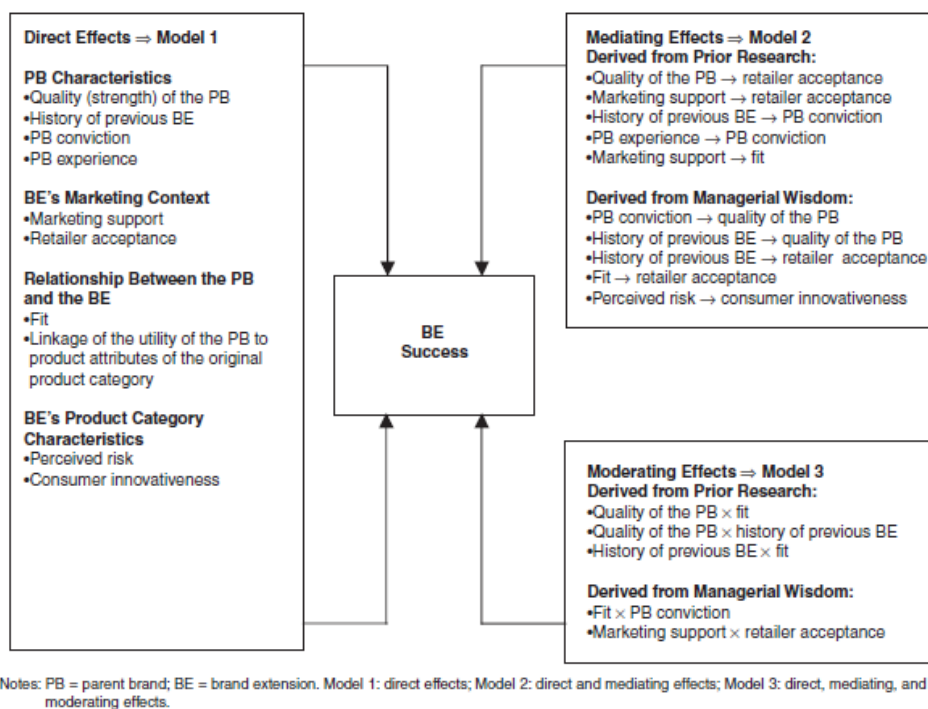 Direct Effects ⇒ Model 1
PB Characteristics
•Quality (strength) of the PB
•History of previous BE
•PB conviction
•PB experience
BE's Marketing Context
•Marketing support
•Retailer acceptance
Relationship Between the PB
and the BE
•Fit
•Linkage of the utility of the PB to
product attributes of the original
product category
BE's Product Category
Characteristics
•Perceived risk
•Consumer innovativeness
BE
Success
Mediating Effects ⇒ Model 2
Derived from Prior Research:
•Quality of the PB → retailer acceptance
•Marketing support → retailer acceptance
•History of previous BE → PB conviction
•PB experience → PB conviction
•Marketing support → fit
Derived from Managerial Wisdom:
•PB conviction → quality of the PB
•History of previous BE → quality of the PB
•History of previous BE → retailer acceptance
•Fit → retailer acceptance
•Perceived risk → consumer innovativeness
Moderating Effects ⇒ Model 3
Derived from Prior Research:
•Quality of the PB × fit
•Quality of the PB × history of previous BE
•History of previous BE × fit
Derived from Managerial Wisdom:
•Fit × PB conviction
•Marketing support × retailer acceptance
Notes: PB = parent brand; BE = brand extension. Model 1: direct effects; Model 2: direct and mediating effects; Model 3: direct, mediating, and
moderating effects.